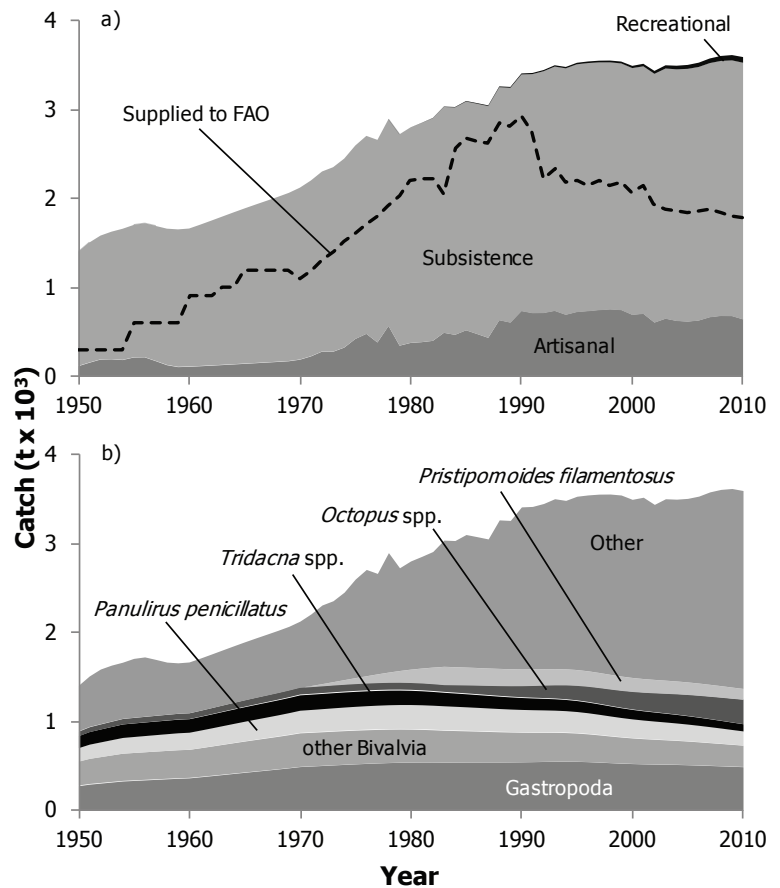 a)
Recreational
Supplied to FAO
Subsistence
Artisanal
4
3
2
1
0
1950 1960 1970 1980 1990 2000 2010
Catch (t x 10³)
b)
Pristipomoides filamentosus
Octopus spp.
Other
Tridacna spp.
Panulirus penicillatus
other Bivalvia
Gastropoda
4
3
2
1
0
1950 1960 1970 1980 1990 2000 2010
Year